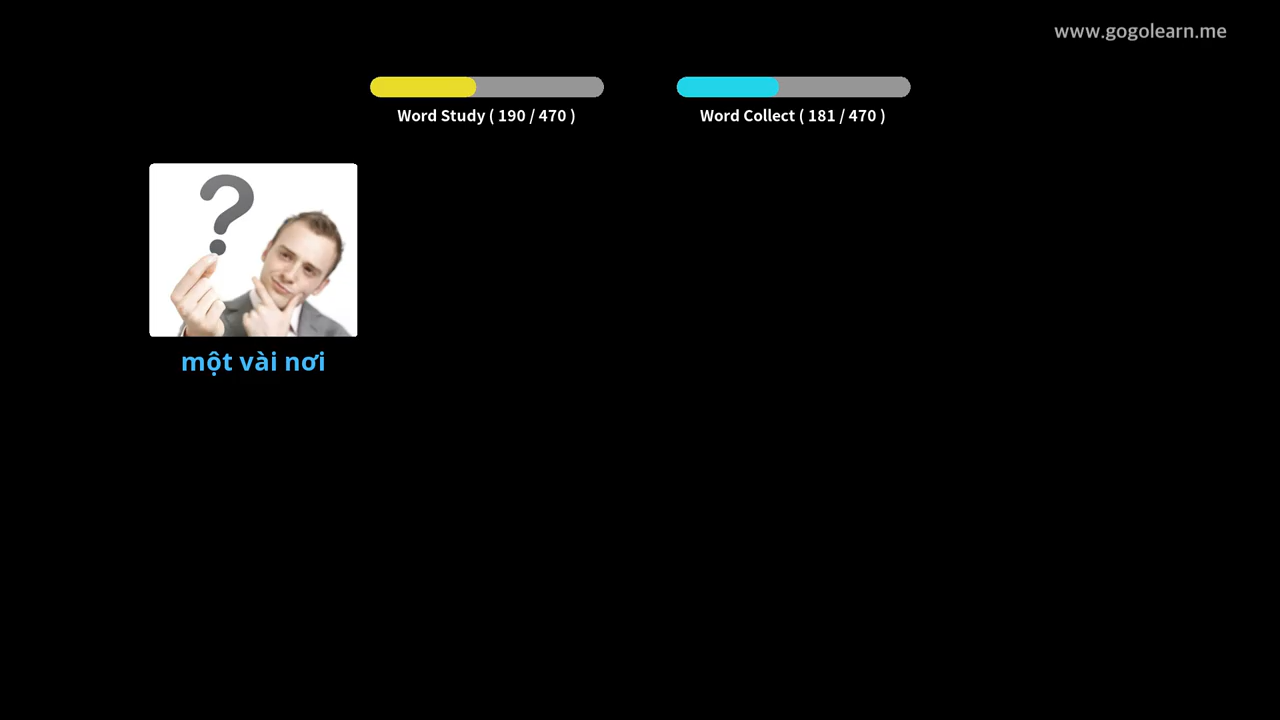 www.gogolearn.me
Word Study ( 190 / 470 )
Word Collect ( 181 / 470 )
?
một vài nơi